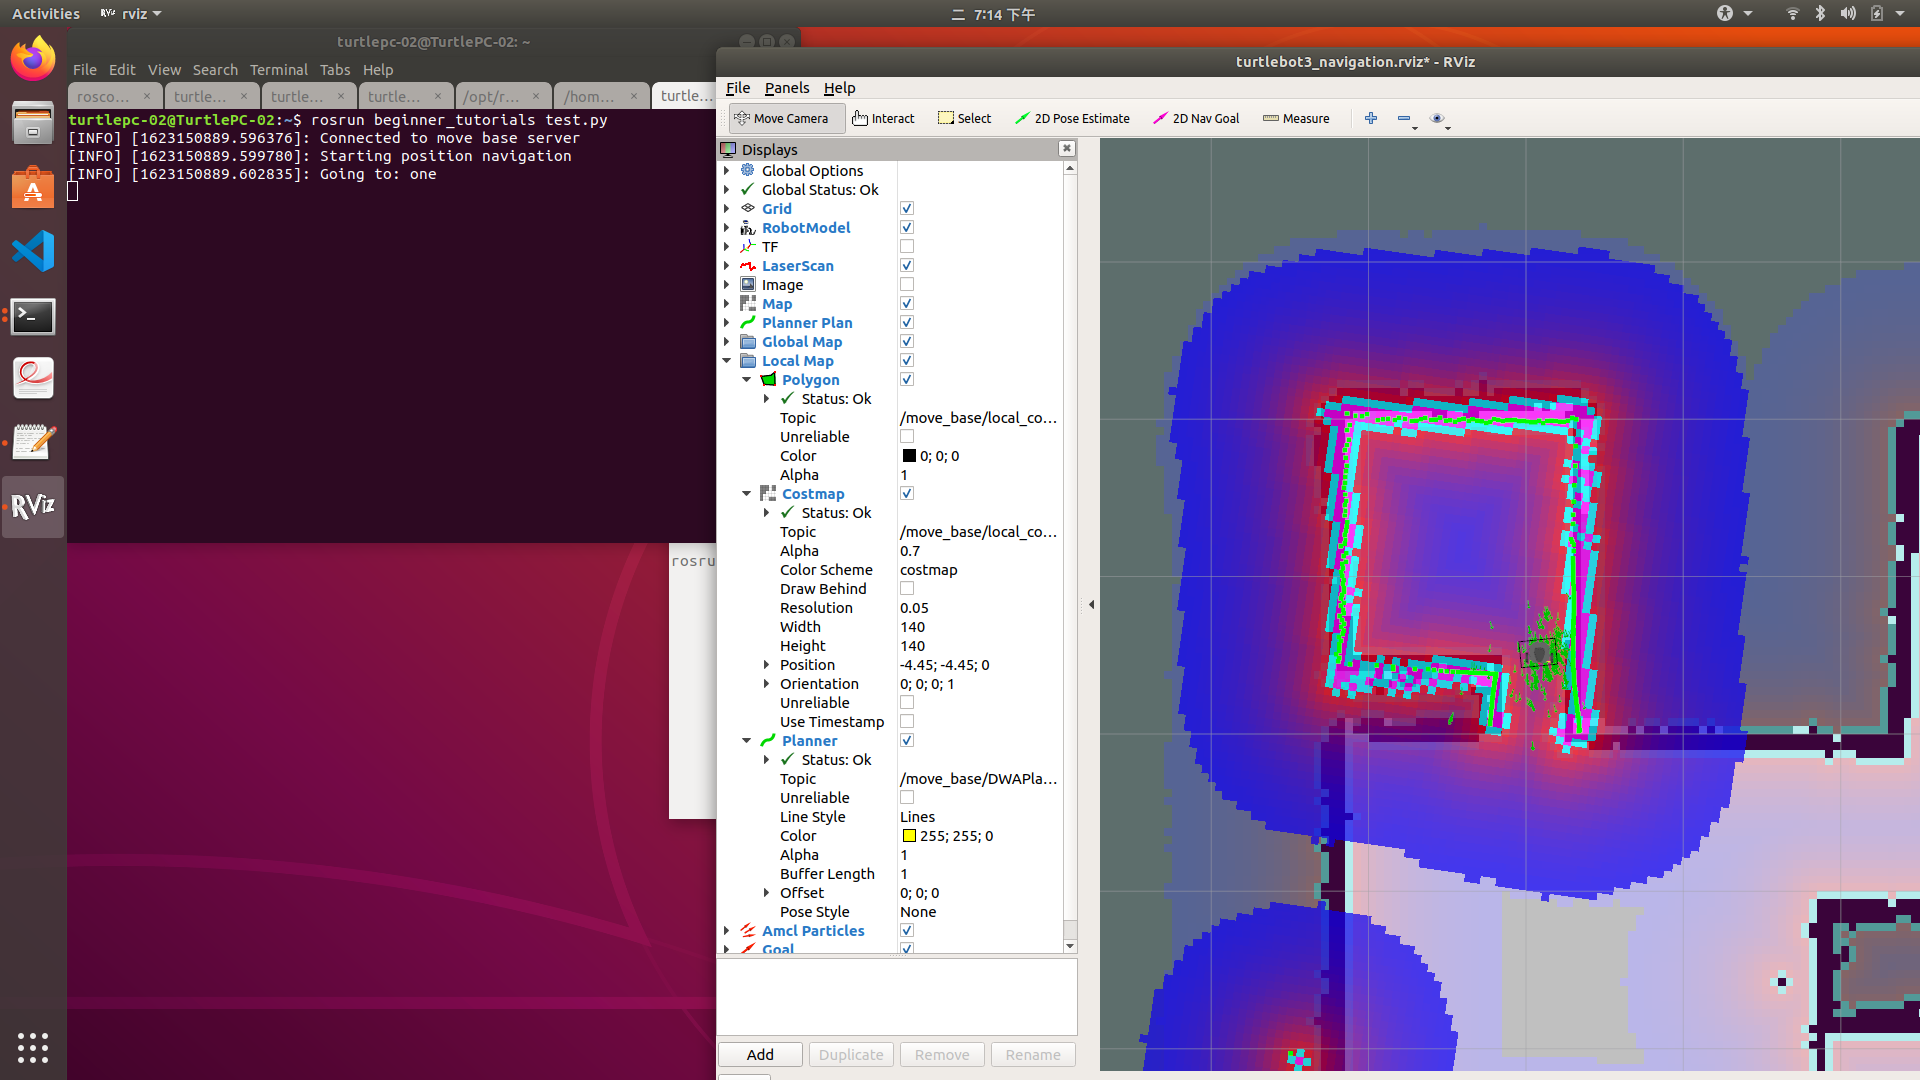 Activities
rviz
二 7:14 下午
turtlepc-02@TurtlePC-02: ~
File Edit View Search Terminal Tabs Help
rosco… × turtle… × turtle… × turtle… × /opt/r… × /hom… × turtle…
turtlepc-02@TurtlePC-02:~$ rosrun beginner_tutorials test.py
[INFO] [1623150889.596376]: Connected to move base server
[INFO] [1623150889.599780]: Starting position navigation
[INFO] [1623150889.602835]: Going to: one
rosru
RViz
turtlebot3_navigation.rviz* - RViz
File Panels Help
Move Camera Interact Select 2D Pose Estimate 2D Nav Goal Measure
Displays
Global Options
Global Status: Ok
Grid
RobotModel
TF
LaserScan
Image
Map
Planner Plan
Global Map
Local Map
Polygon
Status: Ok
Topic /move_base/local_co…
Unreliable
Color 0; 0; 0
Alpha 1
Costmap
Status: Ok
Topic /move_base/local_co…
Alpha 0.7
Color Scheme costmap
Draw Behind
Resolution 0.05
Width 140
Height 140
Position -4.45; -4.45; 0
Orientation 0; 0; 0; 1
Unreliable
Use Timestamp
Planner
Status: Ok
Topic /move_base/DWAPla…
Unreliable
Line Style Lines
Color 255; 255; 0
Alpha 1
Buffer Length 1
Offset 0; 0; 0
Pose Style None
Amcl Particles
Goal
Add Duplicate Remove Rename